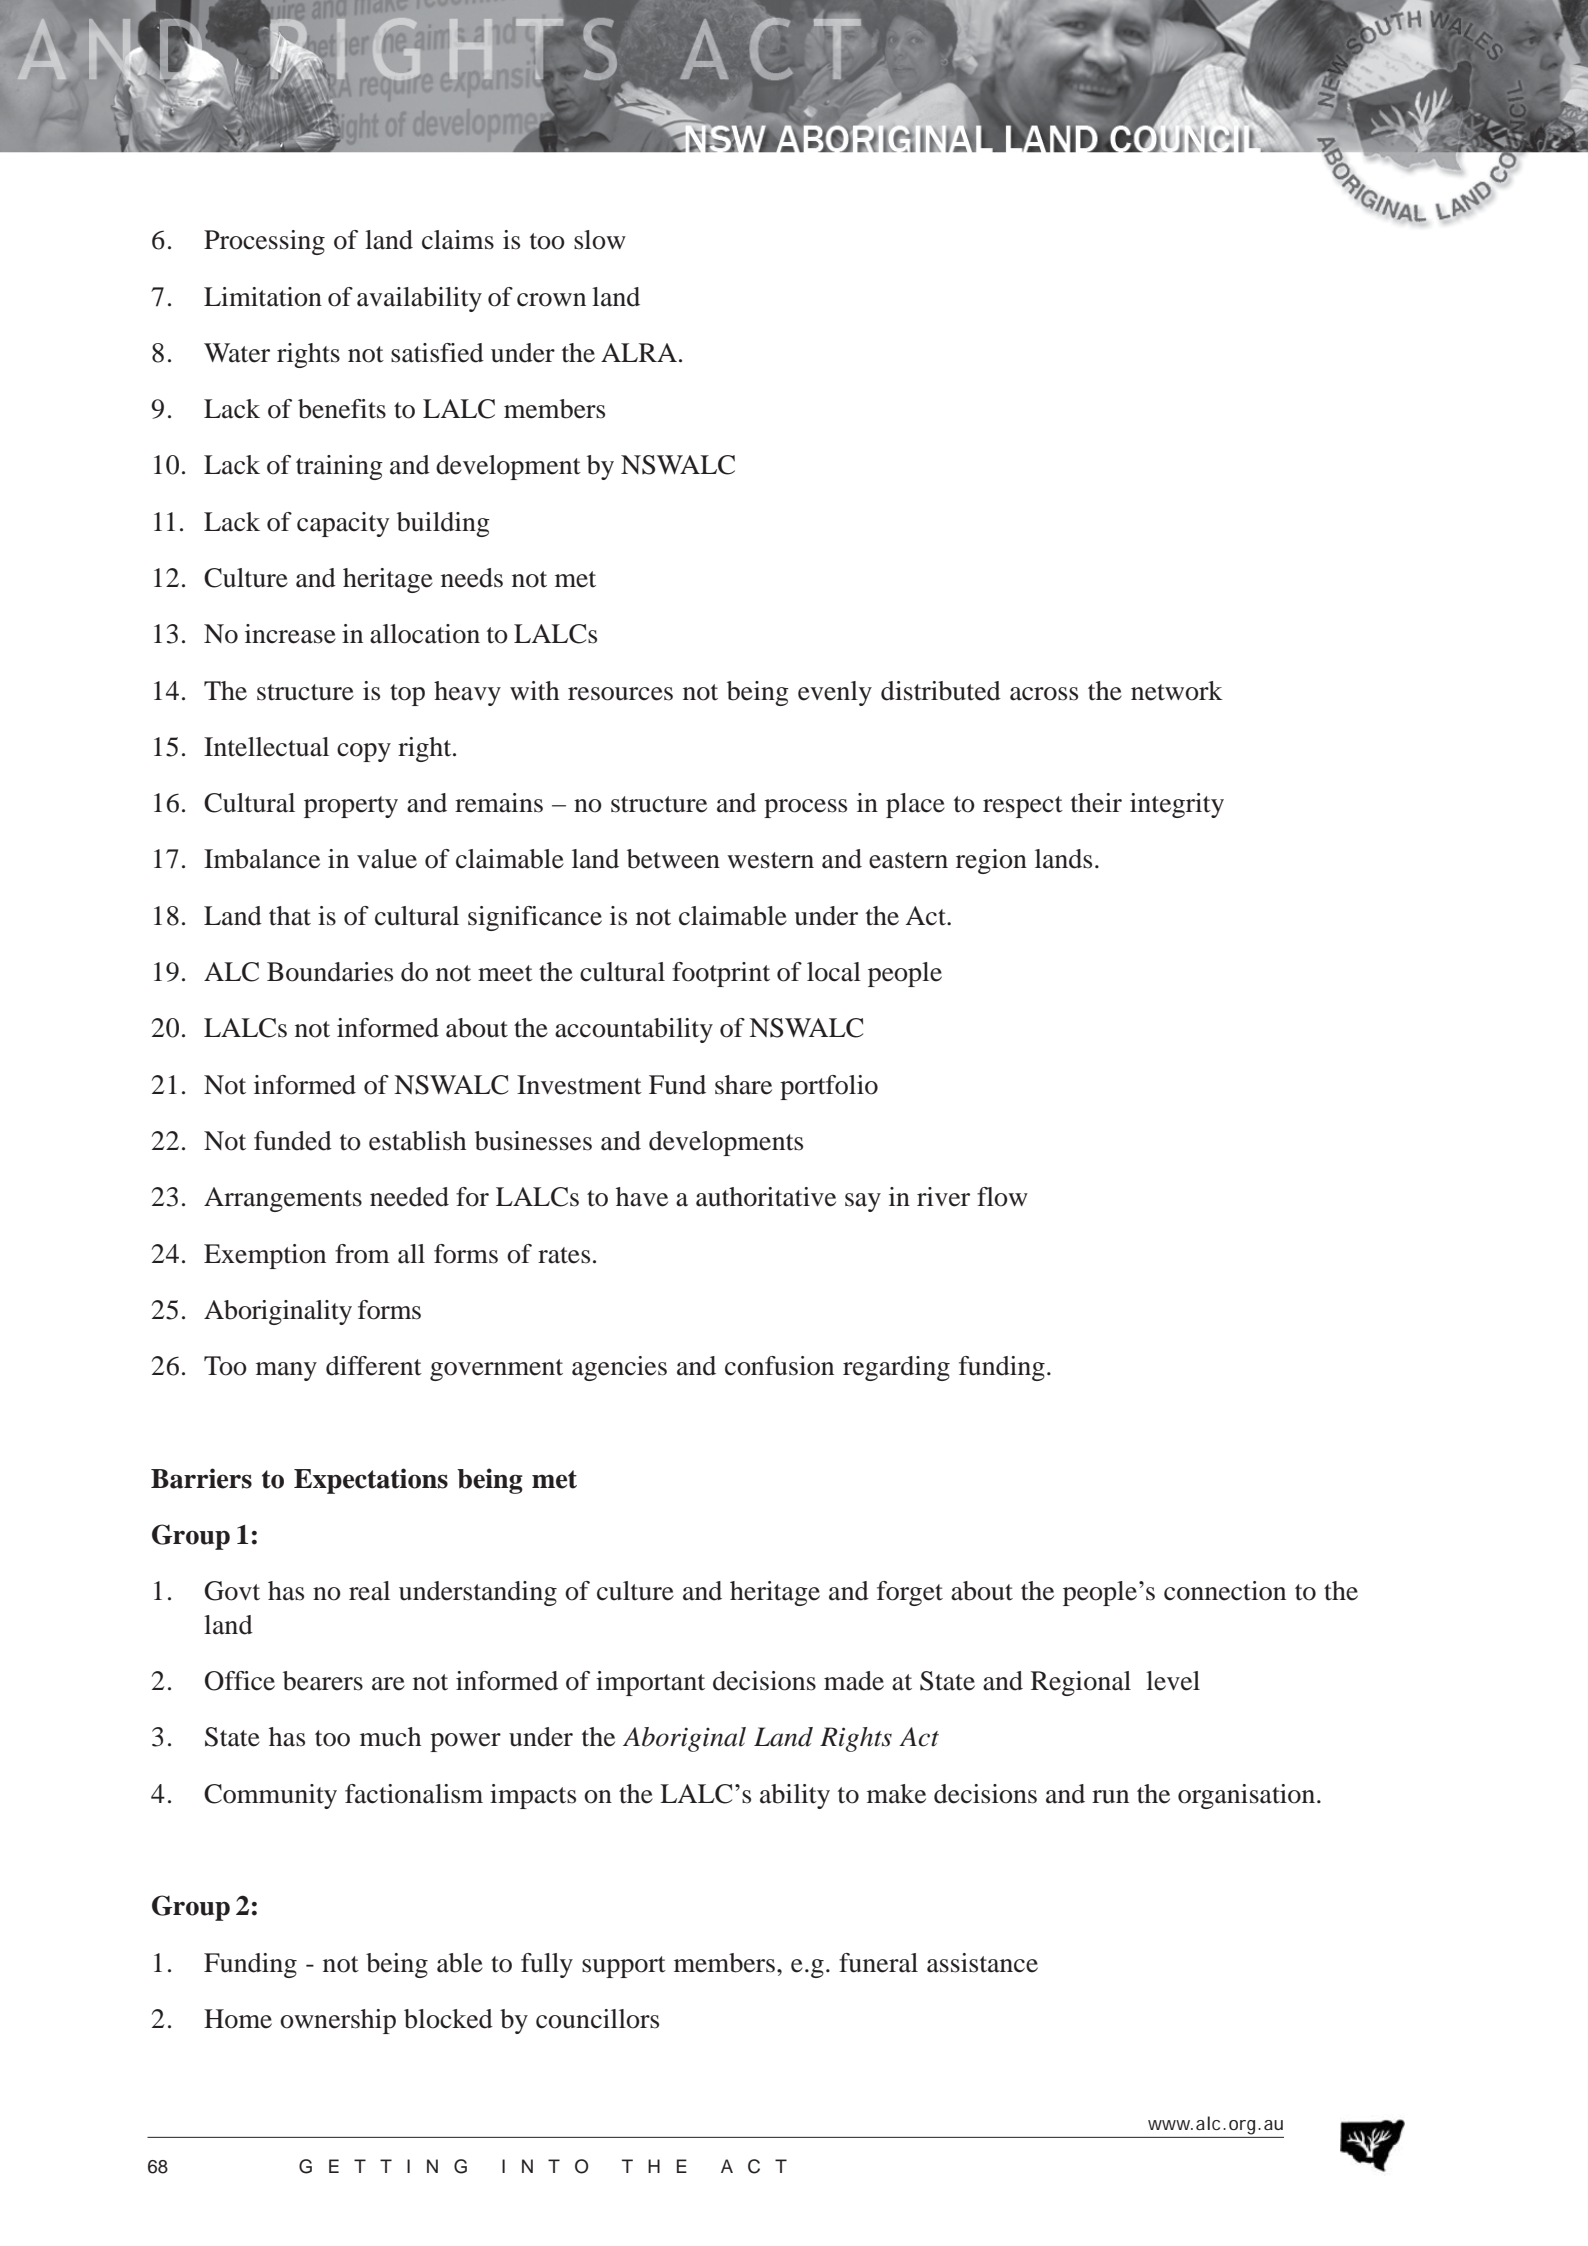 AND RIGHTS ACT
uire and make
ether the aims and
A require expansi
ight of developme
NSW ABORIGINAL LAND COUNCIL
NEW SOUTH WALES
ABORIGINAL LAND COUNCIL
6. Processing of land claims is too slow
7. Limitation of availability of crown land
8. Water rights not satisfied under the ALRA.
9. Lack of benefits to LALC members
10. Lack of training and development by NSWALC
11. Lack of capacity building
12. Culture and heritage needs not met
13. No increase in allocation to LALCs
14. The structure is top heavy with resources not being evenly distributed across the network
15. Intellectual copy right.
16. Cultural property and remains – no structure and process in place to respect their integrity
17. Imbalance in value of claimable land between western and eastern region lands.
18. Land that is of cultural significance is not claimable under the Act.
19. ALC Boundaries do not meet the cultural footprint of local people
20. LALCs not informed about the accountability of NSWALC
21. Not informed of NSWALC Investment Fund share portfolio
22. Not funded to establish businesses and developments
23. Arrangements needed for LALCs to have a authoritative say in river flow
24. Exemption from all forms of rates.
25. Aboriginality forms
26. Too many different government agencies and confusion regarding funding.
Barriers to Expectations being met
Group 1:
1. Govt has no real understanding of culture and heritage and forget about the people’s connection to the
land
2. Office bearers are not informed of important decisions made at State and Regional level
3. State has too much power under the Aboriginal Land Rights Act
4. Community factionalism impacts on the LALC’s ability to make decisions and run the organisation.
Group 2:
1. Funding - not being able to fully support members, e.g. funeral assistance
2. Home ownership blocked by councillors
www.alc.org.au
68 GETTING INTO THE ACT